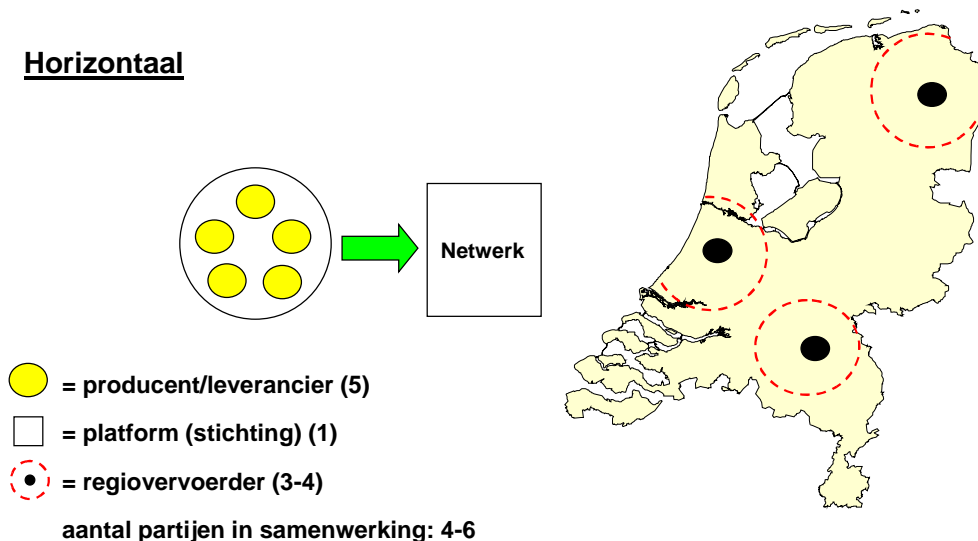 Horizontaal
Netwerk
= producent/leverancier (5)
= platform (stichting) (1)
= regiovervoerder (3-4)
aantal partijen in samenwerking: 4-6